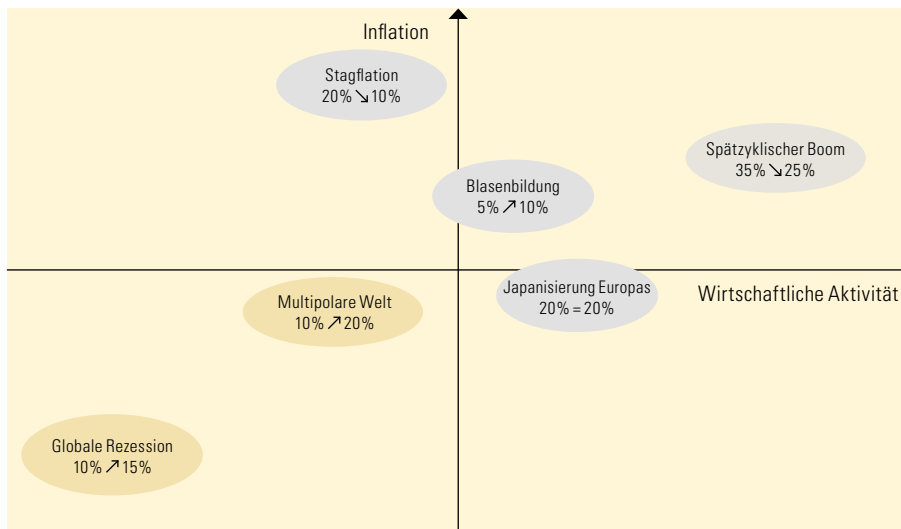 Inflation
Stagflation
20% ↘ 10%
Spätzyklischer Boom
35% ↘ 25%
Blasenbildung
5% ↗ 10%
Japanisierung Europas
20% = 20%
Wirtschaftliche Aktivität
Multipolare Welt
10% ↗ 20%
Globale Rezession
10% ↗ 15%